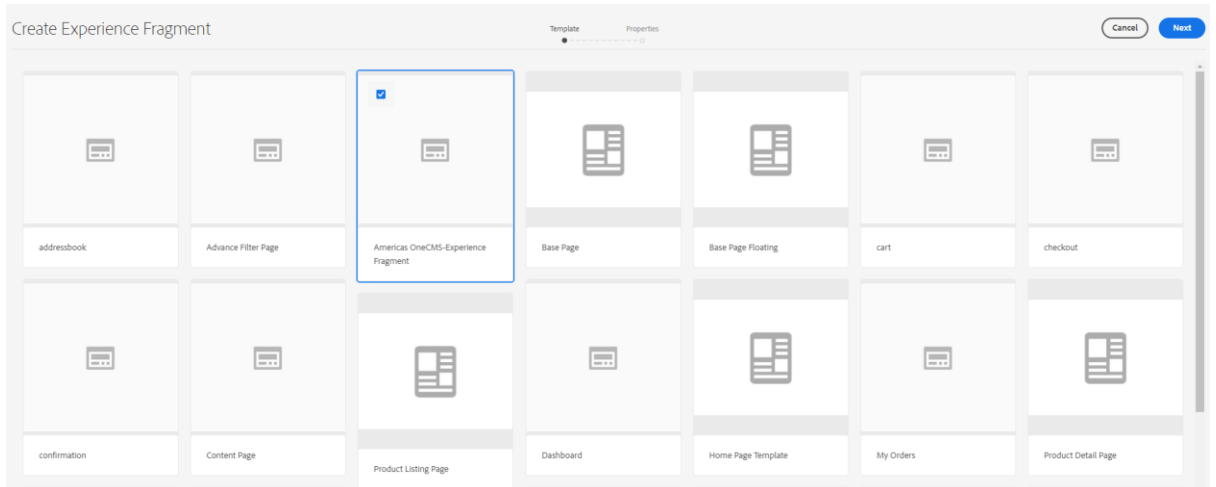 Create Experience Fragment
Template
Properties
Cancel
Next
addressbook
Advance Filter Page
Americas OneCMS-Experience
Fragment
Base Page
Base Page Floating
cart
checkout
confirmation
Content Page
Product Listing Page
Dashboard
Home Page Template
My Orders
Product Detail Page